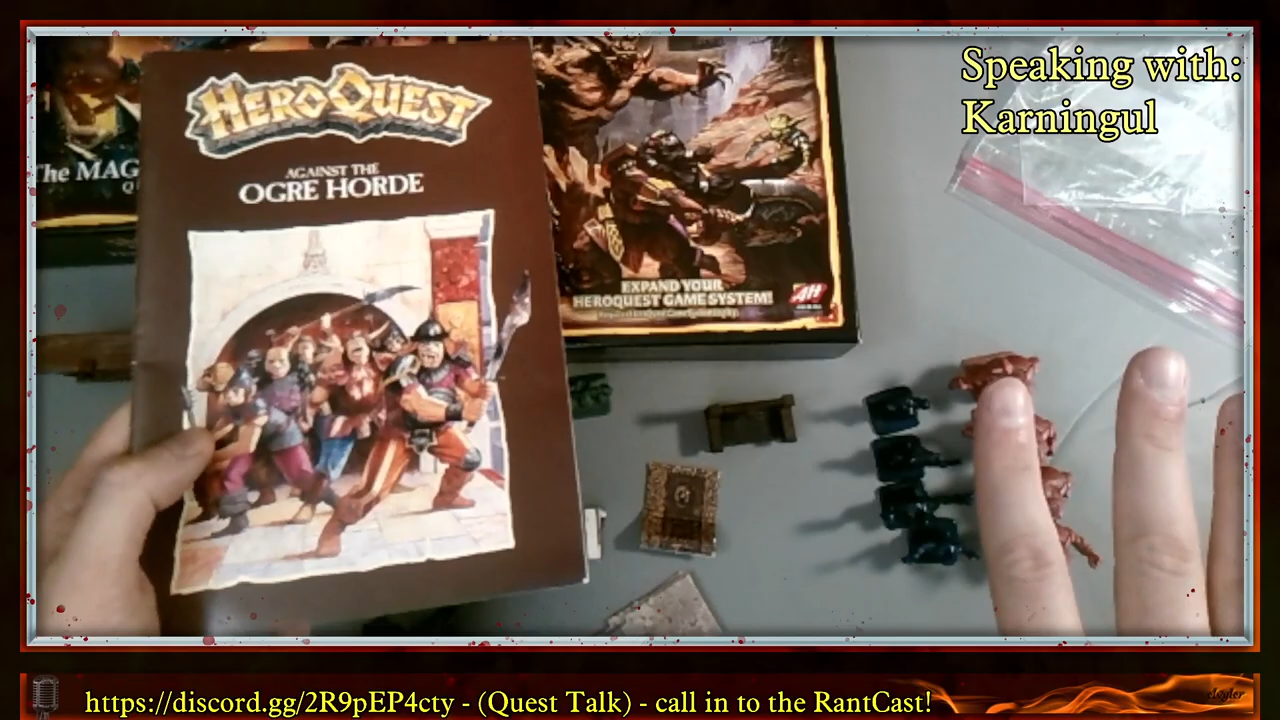 Speaking with:
Karningul
HEROQUEST
AGAINST THE
OGRE HORDE
The MAG
EXPAND YOUR
HEROQUEST GAME SYSTEM!
AH
https://discord.gg/2R9pEP4cty - (Quest Talk) - call in to the RantCast!